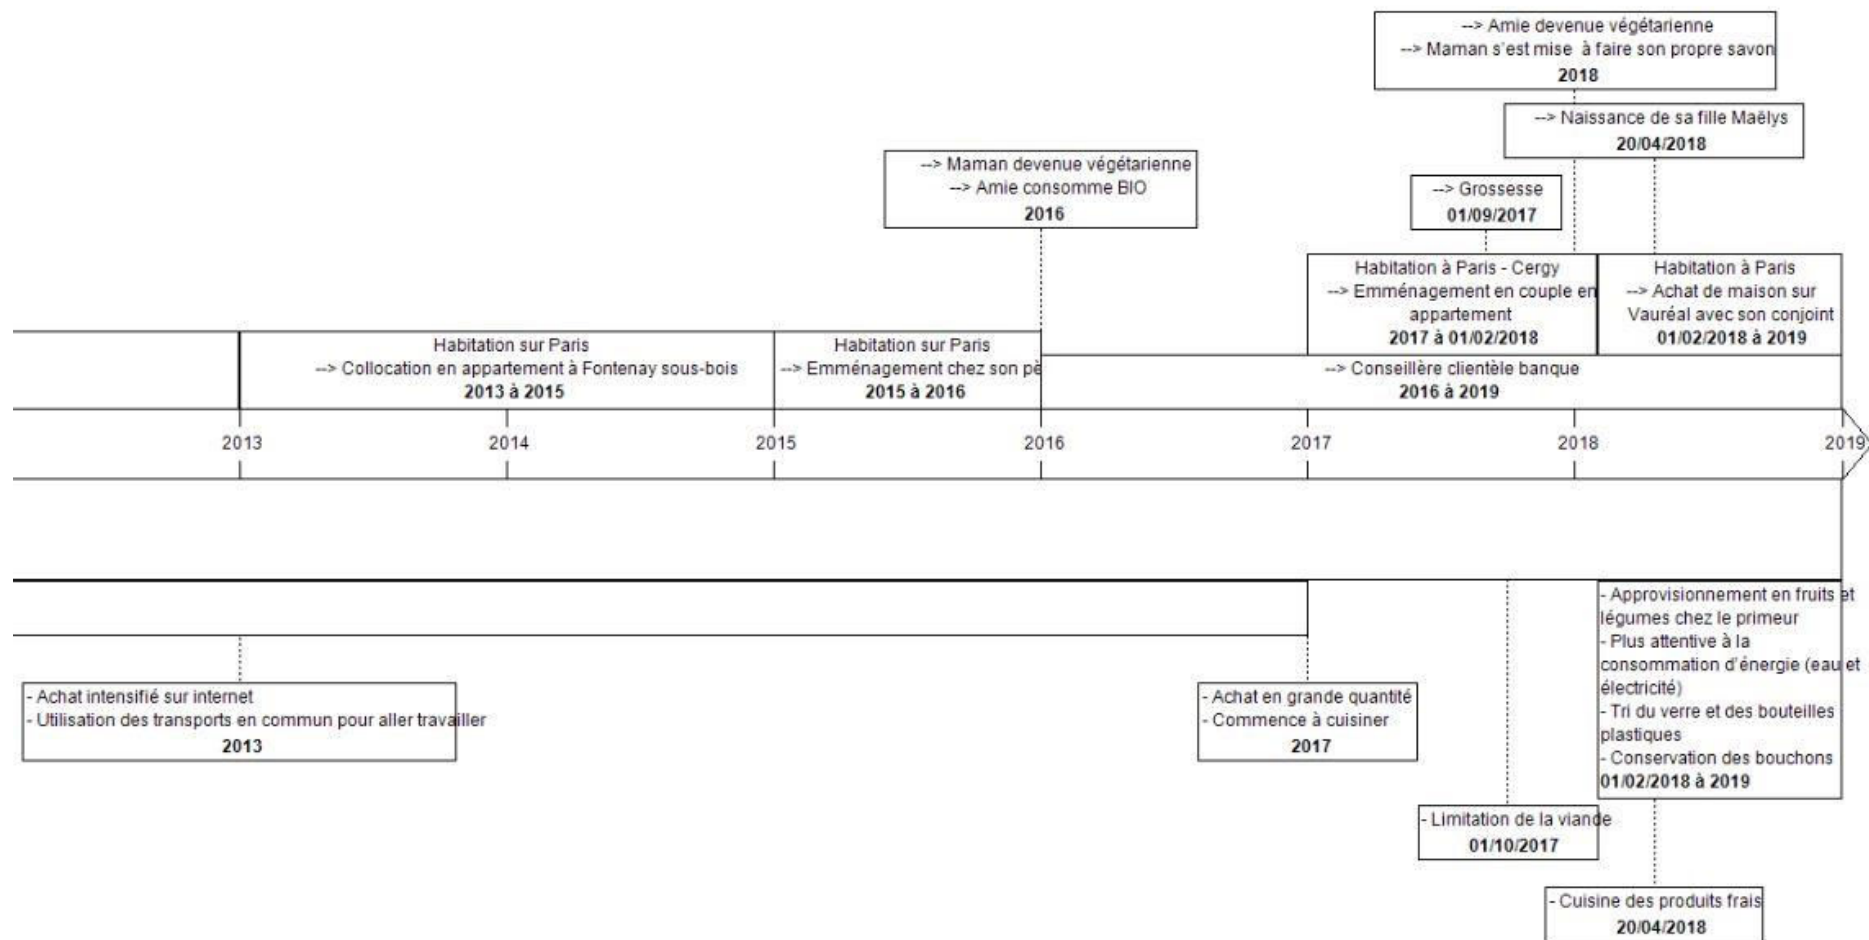 --> Amie devenue végétarienne
--> Maman s'est mise à faire son propre savon
2018
--> Naissance de sa fille Maëlys
20/04/2018
--> Maman devenue végétarienne
--> Amie consomme BIO
2016
--> Grossesse
01/09/2017
Habitation à Paris - Cergy
--> Emménagement en couple en
appartement
2017 à 01/02/2018
Habitation à Paris
--> Achat de maison sur
Vauréal avec son conjoint
01/02/2018 à 2019
Habitation sur Paris
--> Collocation en appartement à Fontenay sous-bois
2013 à 2015
Habitation sur Paris
--> Emménagement chez son pè
2015 à 2016
--> Conseillère clientèle banque
2016 à 2019
2013 2014 2015 2016 2017 2018 2019
- Achat intensifié sur internet
- Utilisation des transports en commun pour aller travailler
2013
- Achat en grande quantité
- Commence à cuisiner
2017
- Approvisionnement en fruits et
légumes chez le primeur
- Plus attentive à la
consommation d'énergie (eau et
électricité)
- Tri du verre et des bouteilles
plastiques
- Conservation des bouchons
01/02/2018 à 2019
- Limitation de la viande
01/10/2017
- Cuisine des produits frais
20/04/2018